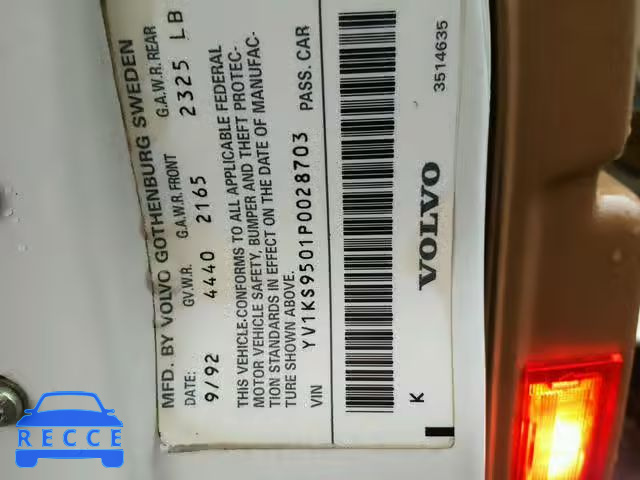 MFD. BY VOLVO GOTHENBURG SWEDEN
DATE: G.V.W.R. G.A.W.R. FRONT G.A.W.R. REAR
9/92 4440 2165 2325 LB
THIS VEHICLE CONFORMS TO ALL APPLICABLE FEDERAL
MOTOR VEHICLE SAFETY, BUMPER AND THEFT PROTEC-
TION STANDARDS IN EFFECT ON THE DATE OF MANUFAC-
TURE SHOWN ABOVE.
VIN YV1KS9501P0028703 PASS. CAR
K VOLVO 3514635
RECCE